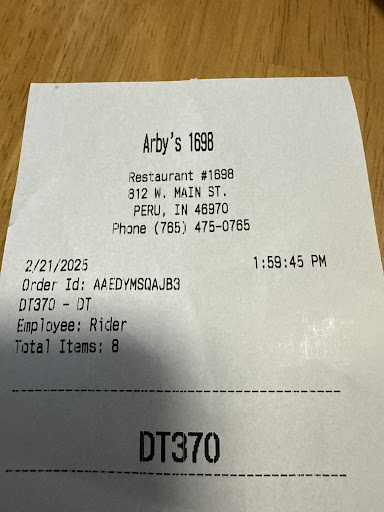 Arby's 1698
Restaurant #1698
812 W. MAIN ST.
PERU, IN 46970
Phone (765) 475-0765
2/21/2025 1:59:45 PM
Order Id: AAEDYMSQAJB3
DT370 - DT
Employee: Rider
Total Items: 8
DT370